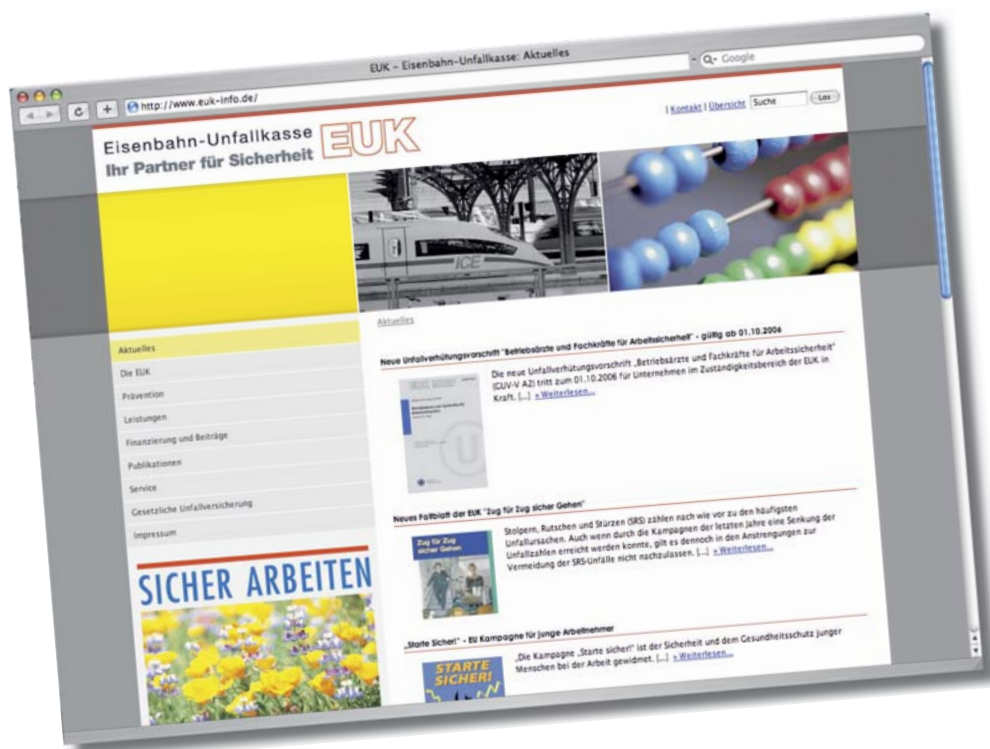 EUK – Eisenbahn-Unfallkasse: Aktuelles
http://www.euk-info.de/
Google
Eisenbahn-Unfallkasse
Ihr Partner für Sicherheit
EUK
| Kontakt | Übersicht
Suche
Los
ICE
Aktuelles
Die EUK
Prävention
Leistungen
Finanzierung und Beiträge
Publikationen
Service
Gesetzliche Unfallversicherung
Impressum
SICHER ARBEITEN
Aktuelles
Neue Unfallverhütungsvorschrift "Betriebsärzte und Fachkräfte für Arbeitssicherheit" - gültig ab 01.10.2006
Die neue Unfallverhütungsvorschrift „Betriebsärzte und Fachkräfte für Arbeitssicherheit"
(GUV-V A2) tritt zum 01.10.2006 für Unternehmen im Zuständigkeitsbereich der EUK in
Kraft. [...] » Weiterlesen...
Neues Faltblatt der EUK "Zug für Zug sicher Gehen"
Zug für Zug
sicher Gehen
Stolpern, Rutschen und Stürzen (SRS) zählen nach wie vor zu den häufigsten
Unfallursachen. Auch wenn durch die Kampagnen der letzten Jahre eine Senkung der
Unfallzahlen erreicht werden konnte, gilt es dennoch in den Anstrengungen zur
Vermeidung der SRS-Unfälle nicht nachzulassen. [...] » Weiterlesen...
„Starte Sicher!" - EU Kampagne für junge Arbeitnehmer
STARTE
SICHER!
„Die Kampagne „Starte sicher!" ist der Sicherheit und dem Gesundheitsschutz junger
Menschen bei der Arbeit gewidmet. [...] » Weiterlesen...